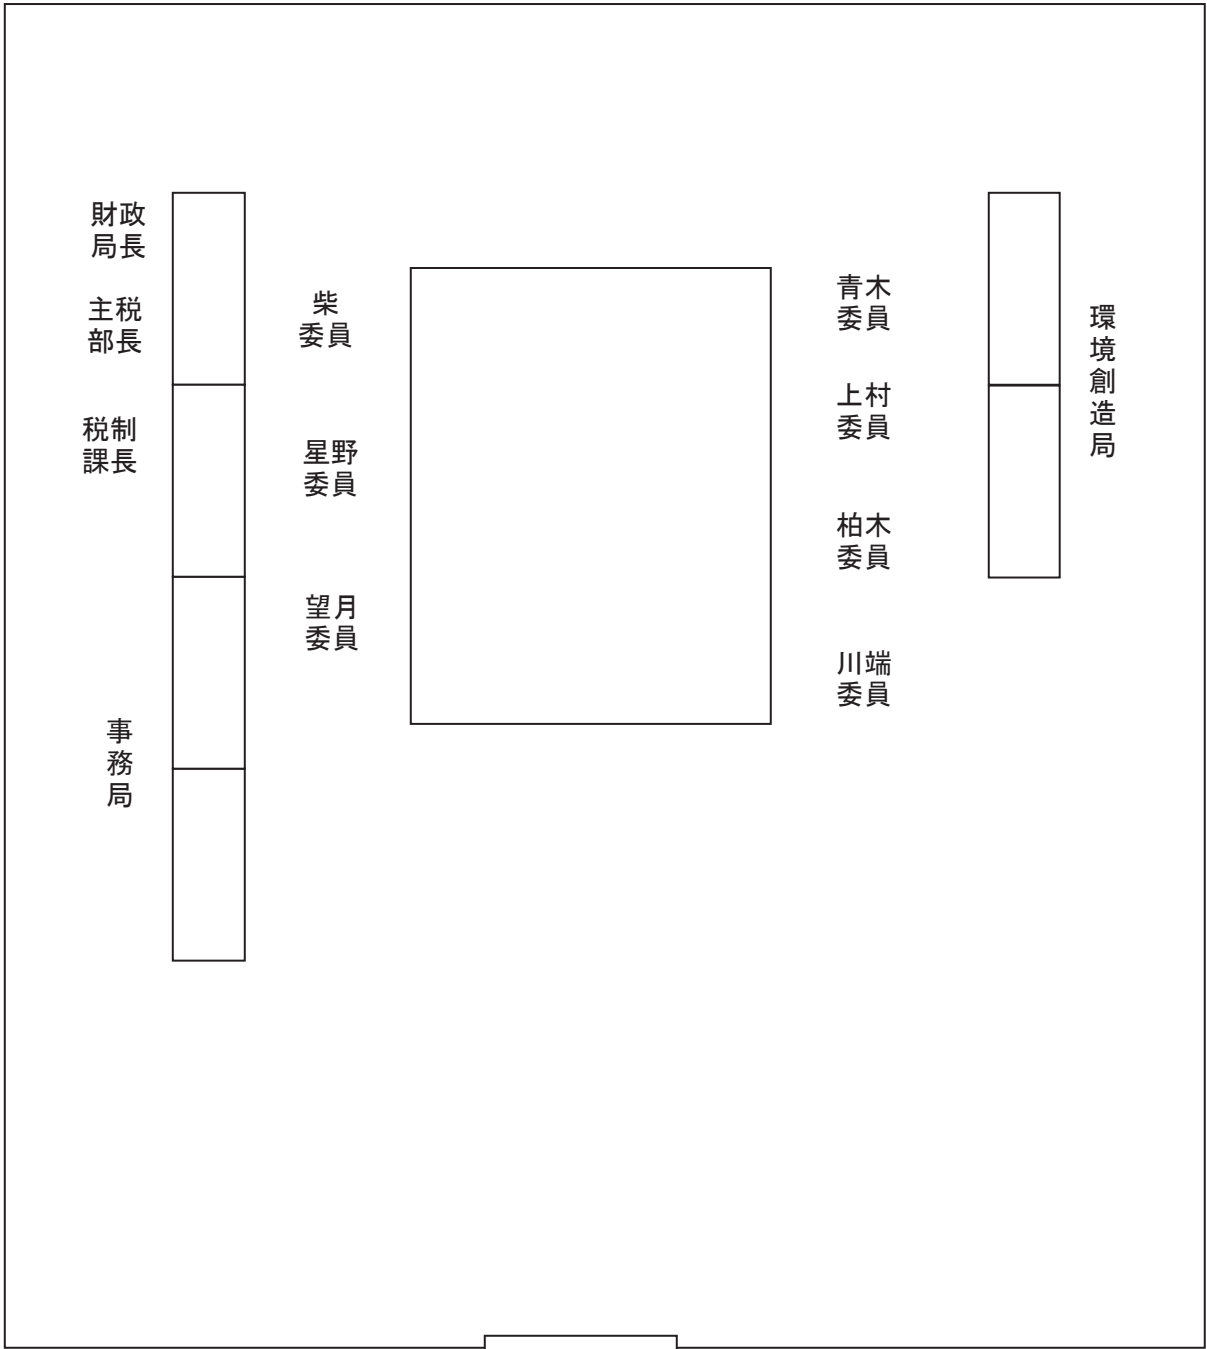 財政
局長
主税
部長
税制
課長
事
務
局
柴
委員
星野
委員
望月
委員
青木
委員
上村
委員
柏木
委員
川端
委員
環
境
創
造
局